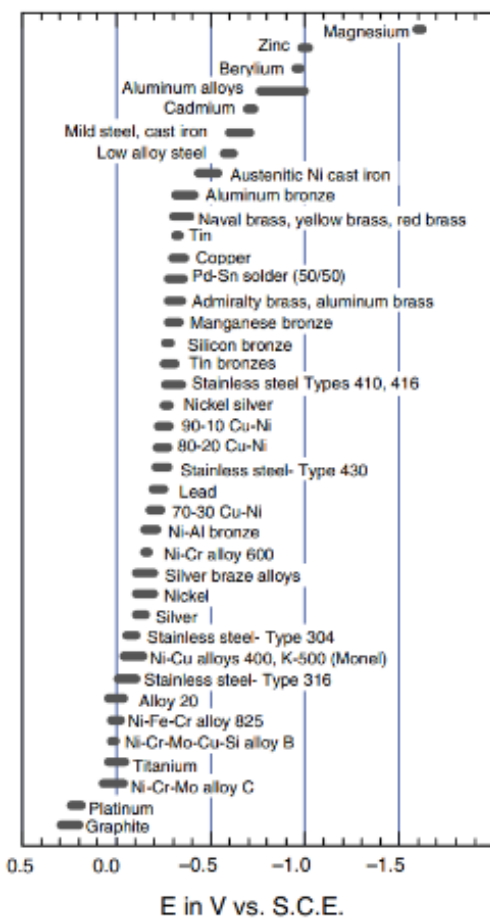 Magnesium
Zinc
Berylium
Aluminum alloys
Cadmium
Mild steel, cast iron
Low alloy steel
Austenitic Ni cast iron
Aluminum bronze
Naval brass, yellow brass, red brass
Tin
Copper
Pd-Sn solder (50/50)
Admiralty brass, aluminum brass
Manganese bronze
Silicon bronze
Tin bronzes
Stainless steel Types 410, 416
Nickel silver
90-10 Cu-Ni
80-20 Cu-Ni
Stainless steel- Type 430
Lead
70-30 Cu-Ni
Ni-Al bronze
Ni-Cr alloy 600
Silver braze alloys
Nickel
Silver
Stainless steel- Type 304
Ni-Cu alloys 400, K-500 (Monel)
Stainless steel- Type 316
Alloy 20
Ni-Fe-Cr alloy 825
Ni-Cr-Mo-Cu-Si alloy B
Titanium
Ni-Cr-Mo alloy C
Platinum
Graphite
0.5 0.0 −0.5 −1.0 −1.5
E in V vs. S.C.E.